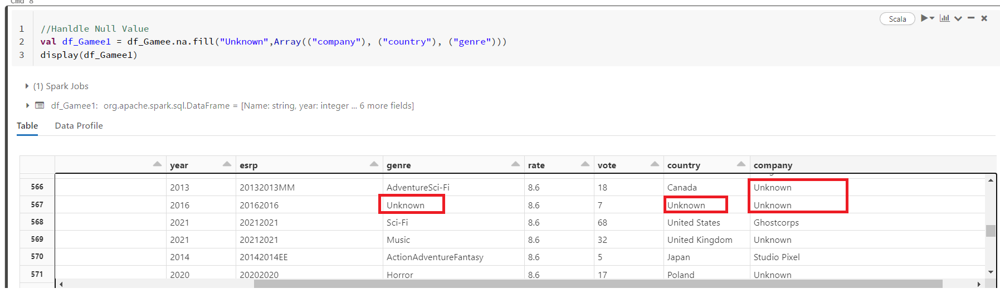 Cmd 8
Scala
1 //Hanldle Null Value
2 val df_Gamee1 = df_Gamee.na.fill("Unknown",Array(("company"), ("country"), ("genre")))
3 display(df_Gamee1)
(1) Spark Jobs
df_Gamee1: org.apache.spark.sql.DataFrame = [Name: string, year: integer ... 6 more fields]
Table Data Profile
year esrp genre rate vote country company
566 2013 20132013MM AdventureSci-Fi 8.6 18 Canada Unknown
567 2016 20162016 Unknown 8.6 7 Unknown Unknown
568 2021 20212021 Sci-Fi 8.6 68 United States Ghostcorps
569 2021 20212021 Music 8.6 32 United Kingdom Unknown
570 2014 20142014EE ActionAdventureFantasy 8.6 5 Japan Studio Pixel
571 2020 20202020 Horror 8.6 17 Poland Unknown